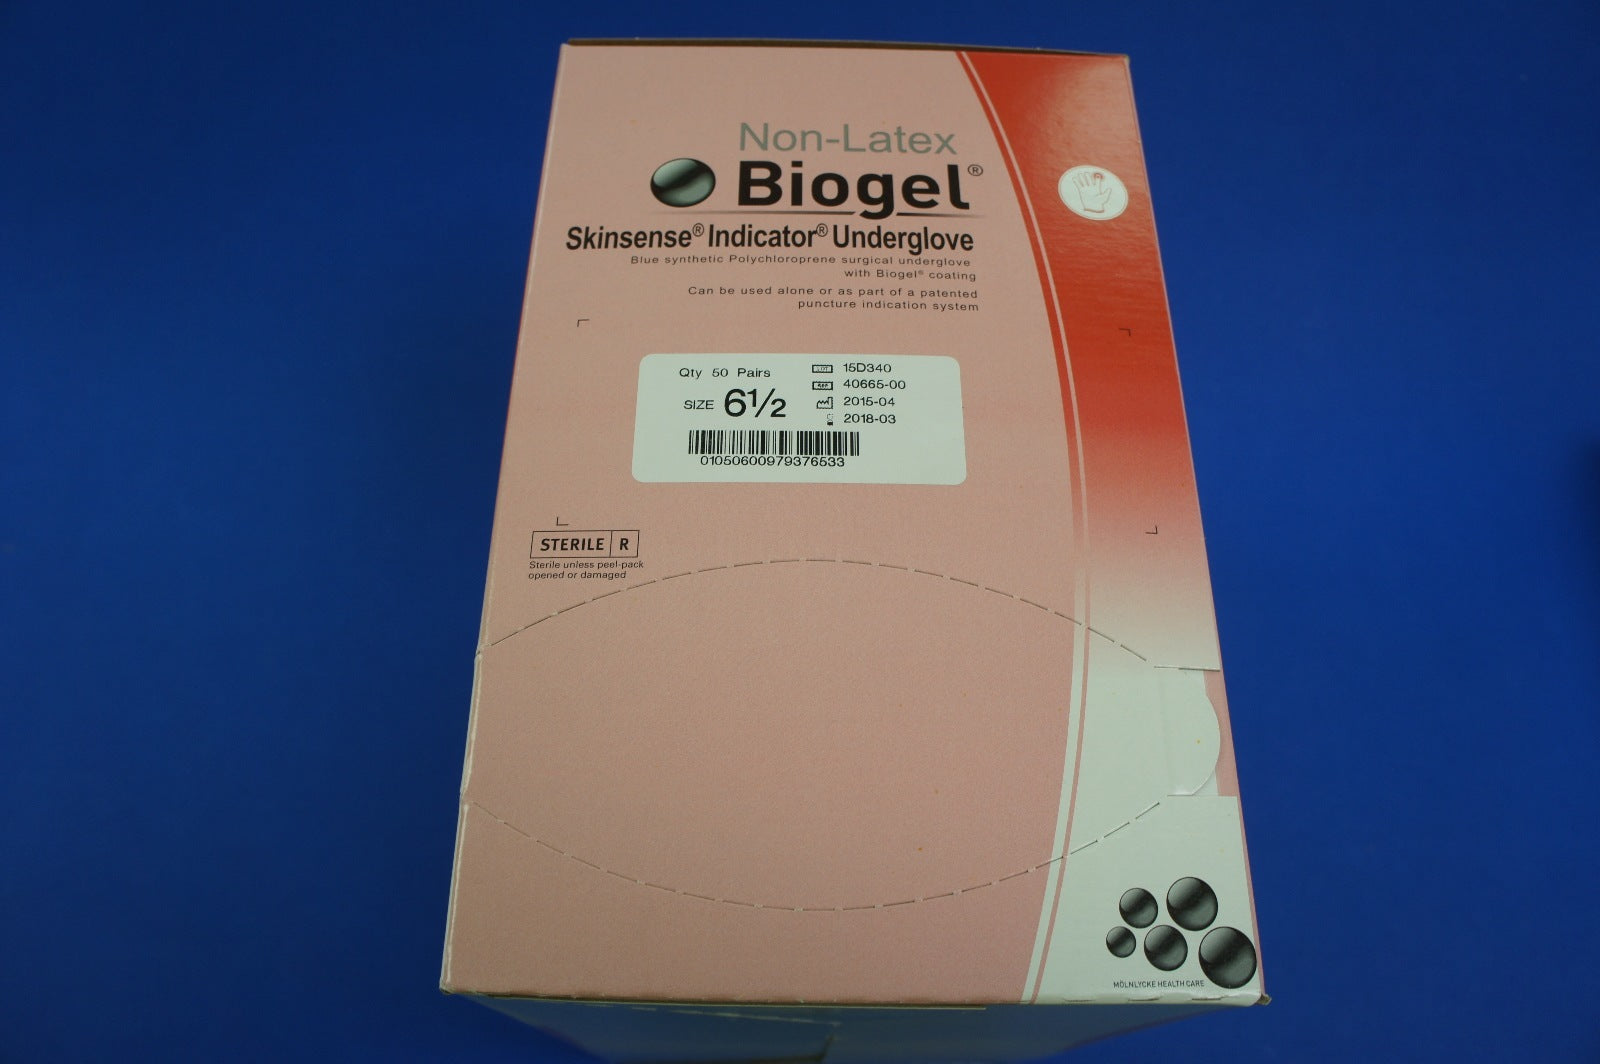 Non-Latex
Biogel®
Skinsense® Indicator® Underglove
Blue synthetic Polychloroprene surgical underglove
with Biogel® coating
Can be used alone or as part of a patented
puncture indication system
Qty 50 Pairs
SIZE 6½
LOT 15D340
REF 40665-00
2015-04
2018-03
01050600979376533
STERILE R
Sterile unless peel-pack
opened or damaged
MÖLNLYCKE HEALTH CARE